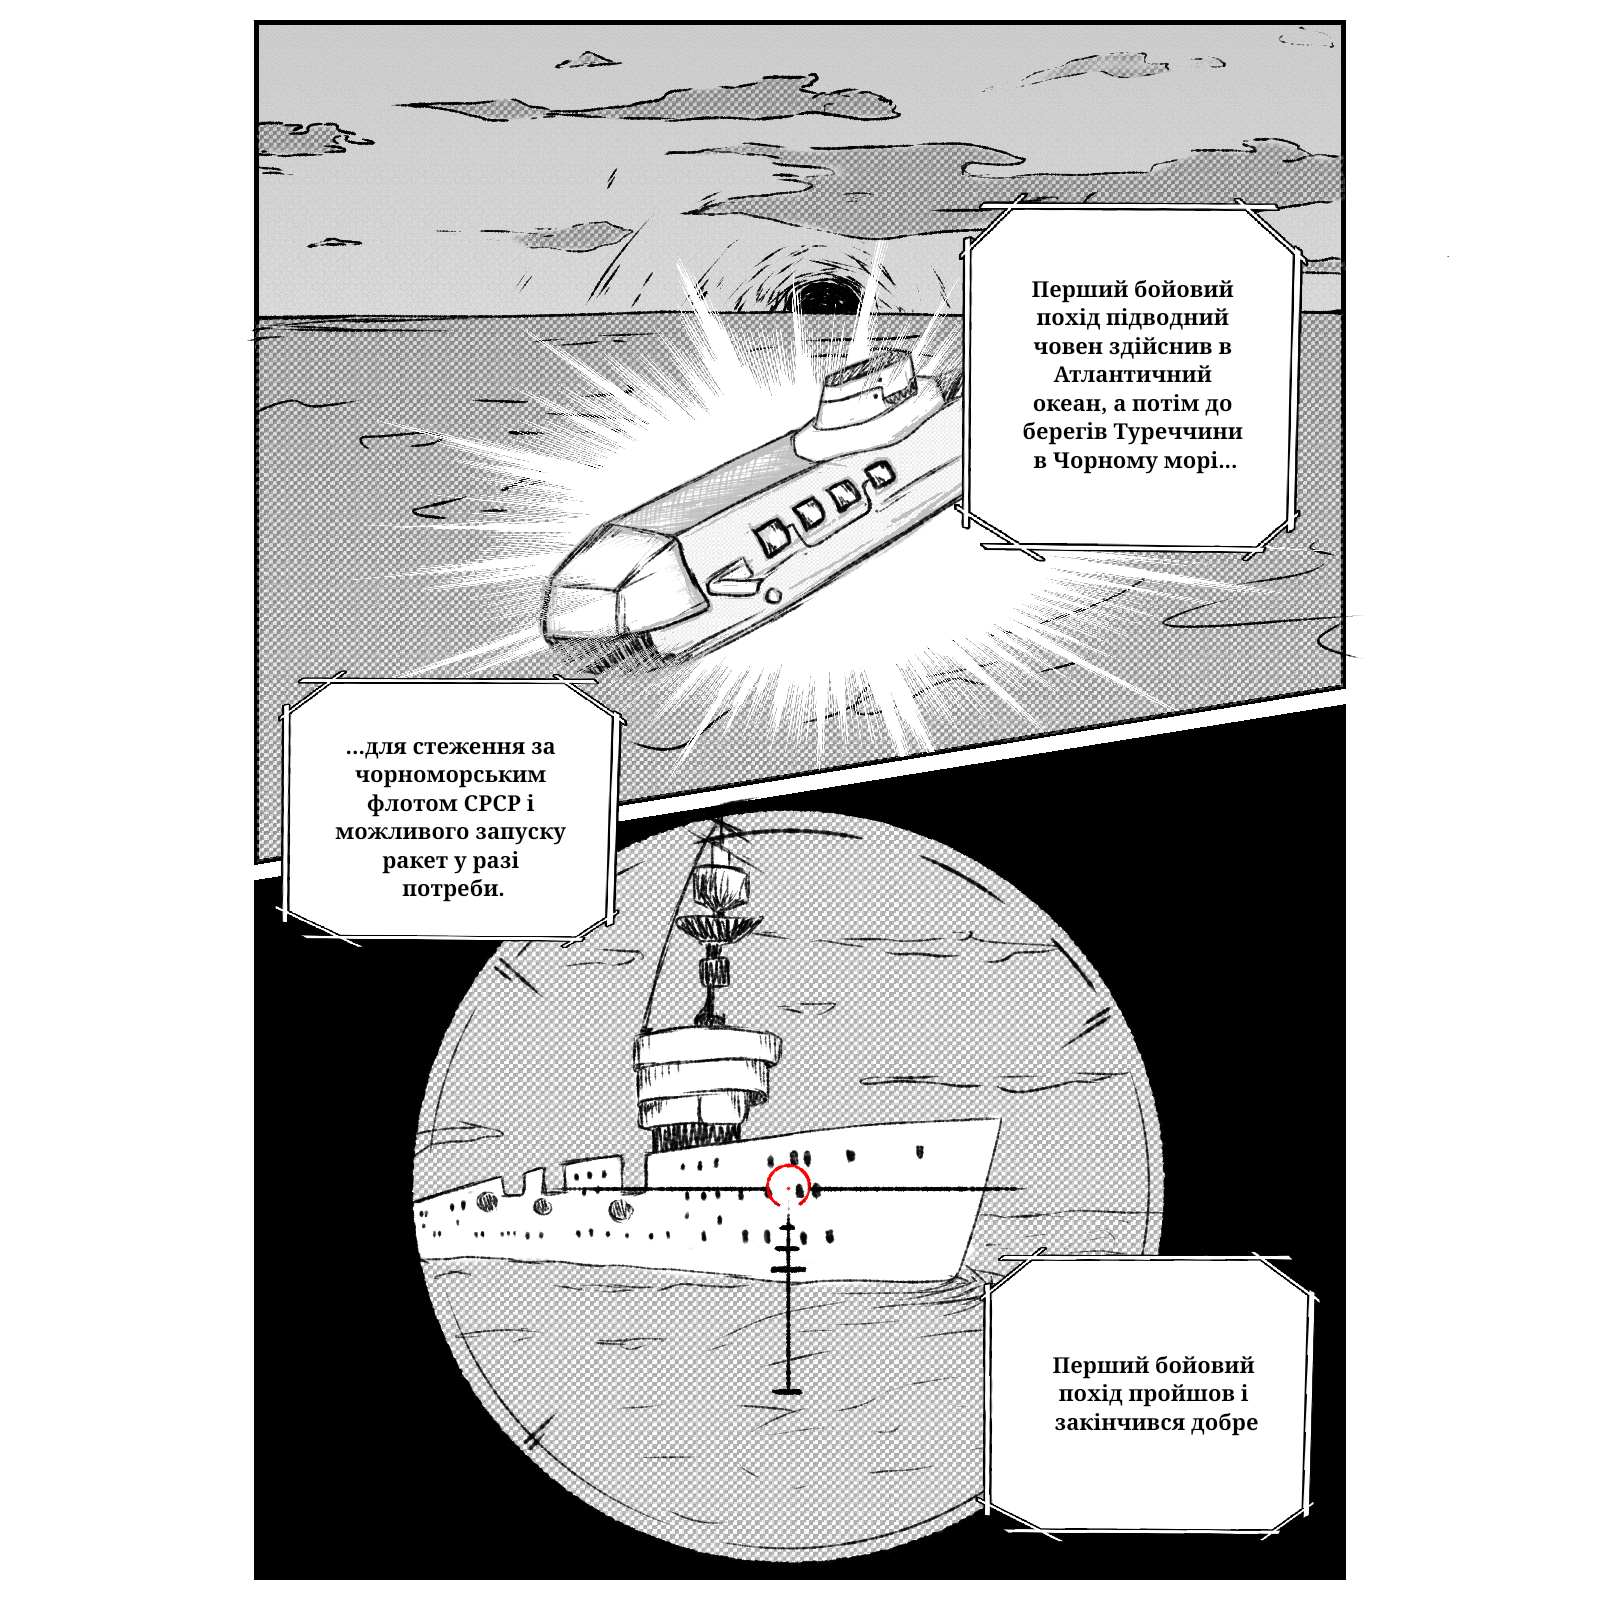 Перший бойовий
похід підводний
човен здійснив в
Атлантичний
океан, а потім до
берегів Туреччини
в Чорному морі...
...для стеження за
чорноморським
флотом СРСР і
можливого запуску
ракет у разі
потреби.
Перший бойовий
похід пройшов і
закінчився добре